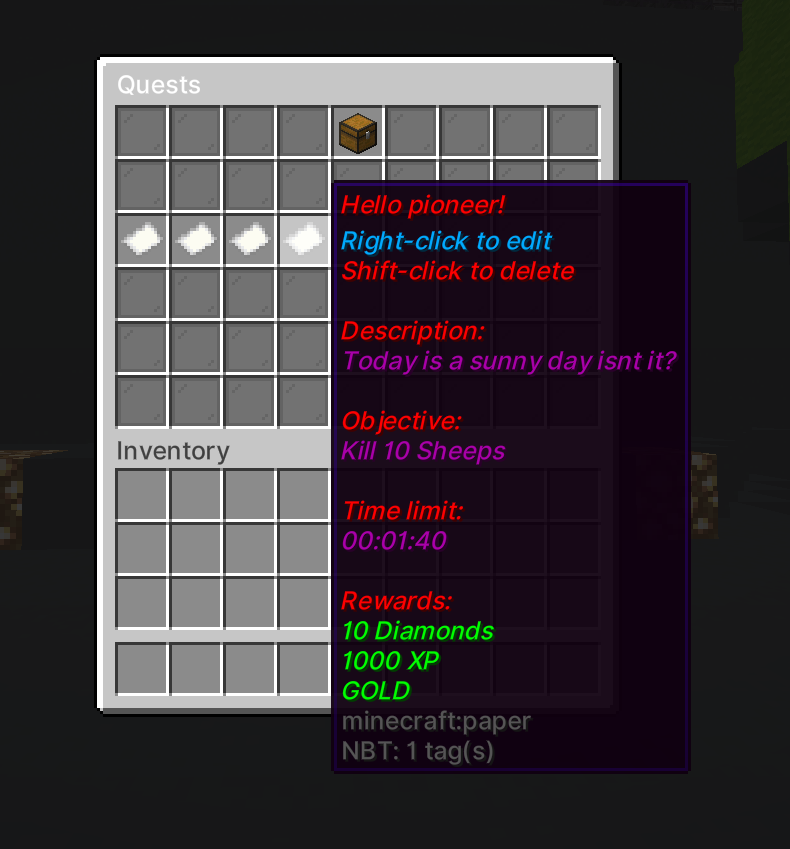 Quests
Hello pioneer!
Right-click to edit
Shift-click to delete
Description:
Today is a sunny day isnt it?
Objective:
Kill 10 Sheeps
Time limit:
00:01:40
Rewards:
10 Diamonds
1000 XP
GOLD
minecraft:paper
NBT: 1 tag(s)
Inventory